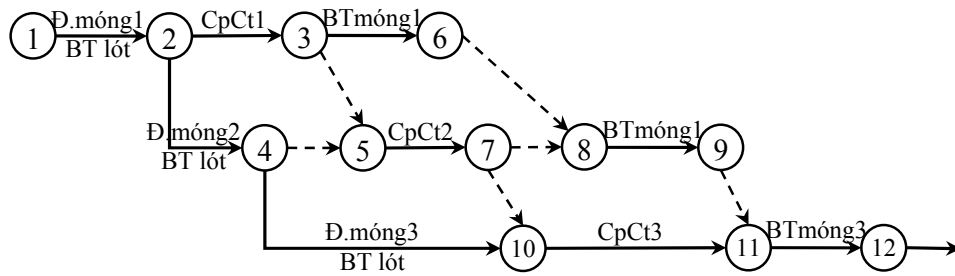 Đ.móng1 CpCt1 BTmóng1
1 2 3 6
BT lót
Đ.móng2 CpCt2 BTmóng1
4 5 7 8 9
BT lót
Đ.móng3 CpCt3 BTmóng3
10 11 12
BT lót